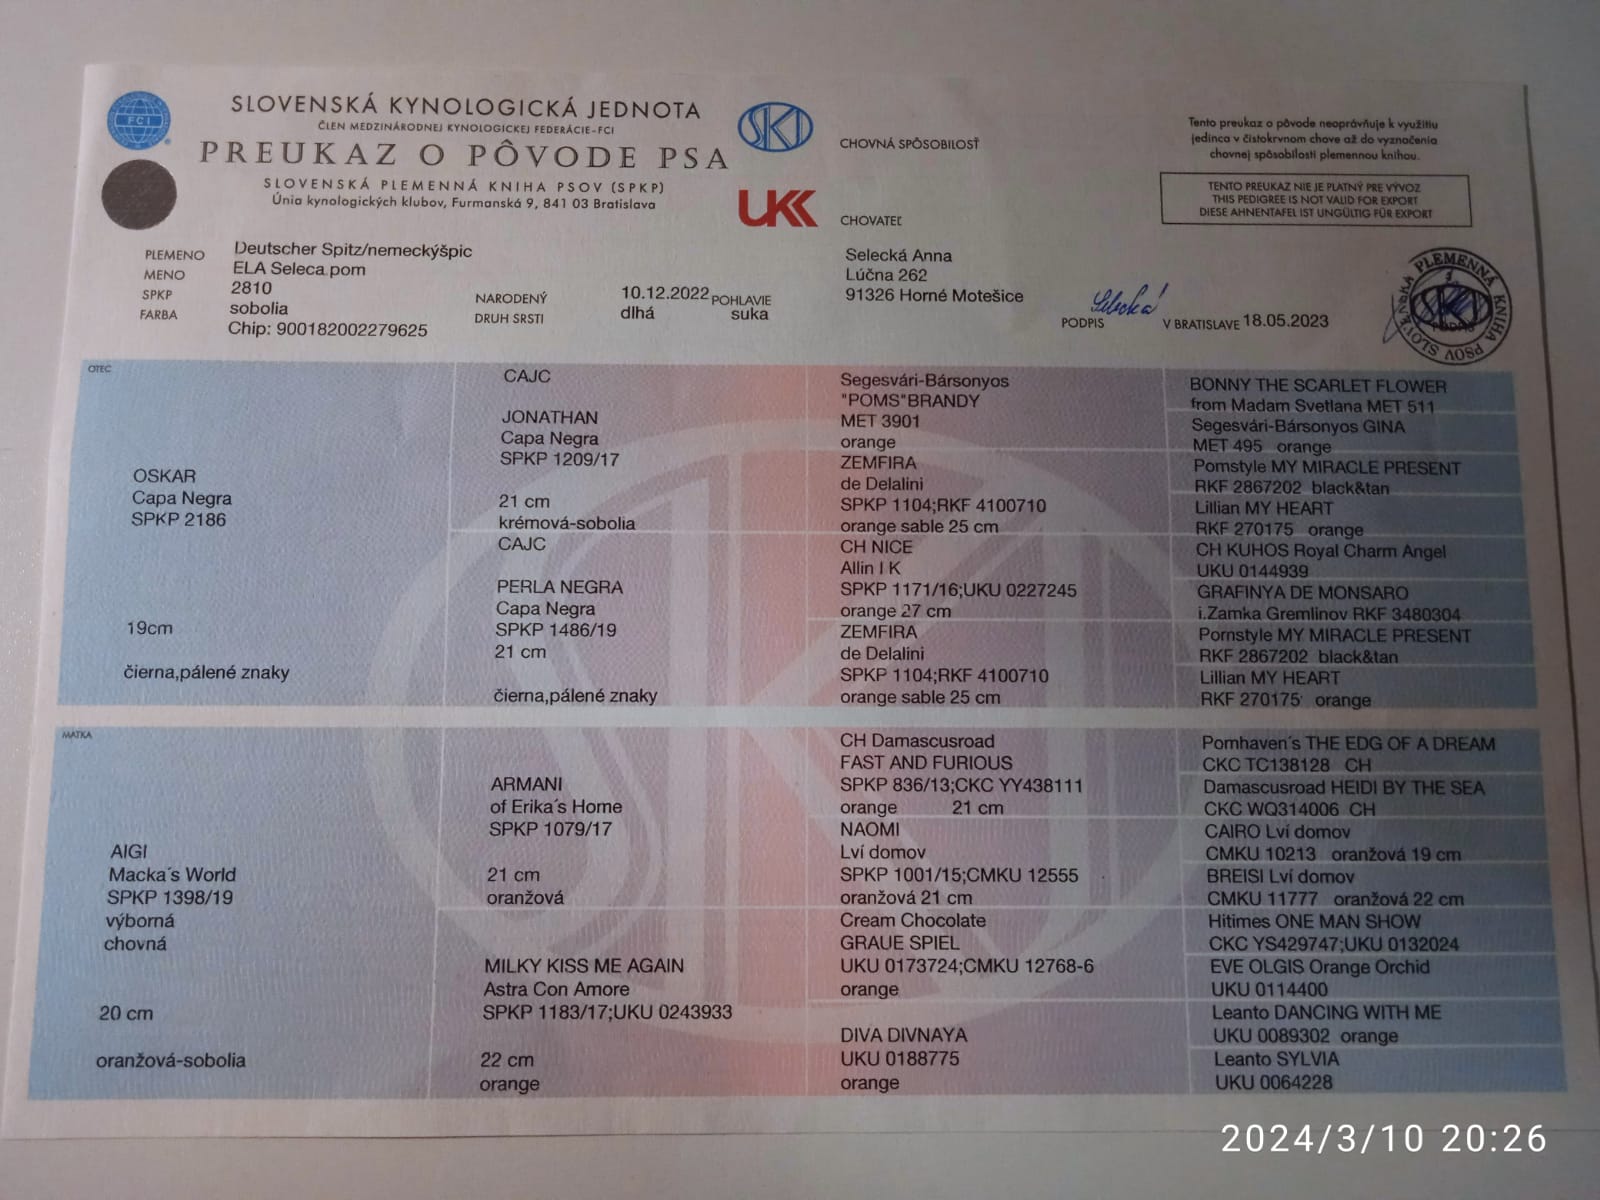 FCI
SLOVENSKÁ KYNOLOGICKÁ JEDNOTA
ČLEN MEDZINÁRODNEJ KYNOLOGICKEJ FEDERÁCIE-FCI
PREUKAZ O PÔVODE PSA
SLOVENSKÁ PLEMENNÁ KNIHA PSOV (SPKP)
Únia kynologických klubov, Furmanská 9, 841 03 Bratislava
SKJ
UKK
CHOVNÁ SPÔSOBILOSŤ
Tento preukaz o pôvode neoprávňuje k využitiu
jedinca v čistokrvnom chove až do vyznačenia
chovnej spôsobilosti plemennou knihou.
TENTO PREUKAZ NIE JE PLATNÝ PRE VÝVOZ
THIS PEDIGREE IS NOT VALID FOR EXPORT
DIESE AHNENTAFEL IST UNGÜLTIG FÜR EXPORT
PLEMENO Deutscher Spitz/nemeckýšpic
MENO ELA Seleca pom
SPKP 2810
FARBA sobolia
Chip: 900182002279625
NARODENÝ 10.12.2022 POHLAVIE
DRUH SRSTI dlhá suka
CHOVATEĽ
Selecká Anna
Lúčna 262
91326 Horné Motešice
PODPIS
V BRATISLAVE 18.05.2023
SLOVENSKÁ PLEMENNÁ KNIHA PSOV
SKJ
OTEC
OSKAR
Capa Negra
SPKP 2186
19cm
čierna,pálené znaky
CAJC
JONATHAN
Capa Negra
SPKP 1209/17
21 cm
krémová-sobolia
CAJC
PERLA NEGRA
Capa Negra
SPKP 1486/19
21 cm
čierna,pálené znaky
Segesvári-Bársonyos
"POMS"BRANDY
MET 3901
orange
ZEMFIRA
de Delalini
SPKP 1104;RKF 4100710
orange sable 25 cm
CH NICE
Allin I K
SPKP 1171/16;UKU 0227245
orange 27 cm
ZEMFIRA
de Delalini
SPKP 1104;RKF 4100710
orange sable 25 cm
BONNY THE SCARLET FLOWER
from Madam Svetlana MET 511
Segesvári-Bársonyos GINA
MET 495 orange
Pomstyle MY MIRACLE PRESENT
RKF 2867202 black&tan
Lillian MY HEART
RKF 270175 orange
CH KUHOS Royal Charm Angel
UKU 0144939
GRAFINYA DE MONSARO
i.Zamka Gremlinov RKF 3480304
Pornstyle MY MIRACLE PRESENT
RKF 2867202 black&tan
Lillian MY HEART
RKF 270175 orange
MATKA
AIGI
Macka´s World
SPKP 1398/19
výborná
chovná
20 cm
oranžová-sobolia
ARMANI
of Erika´s Home
SPKP 1079/17
21 cm
oranžová
MILKY KISS ME AGAIN
Astra Con Amore
SPKP 1183/17;UKU 0243933
22 cm
orange
CH Damascusroad
FAST AND FURIOUS
SPKP 836/13;CKC YY438111
orange 21 cm
NAOMI
Lví domov
SPKP 1001/15;CMKU 12555
oranžová 21 cm
Cream Chocolate
GRAUE SPIEL
UKU 0173724;CMKU 12768-6
orange
DIVA DIVNAYA
UKU 0188775
orange
Pomhaven´s THE EDG OF A DREAM
CKC TC138128 CH
Damascusroad HEIDI BY THE SEA
CKC WQ314006 CH
CAIRO Lví domov
CMKU 10213 oranžová 19 cm
BREISI Lví domov
CMKU 11777 oranžová 22 cm
Hitimes ONE MAN SHOW
CKC YS429747;UKU 0132024
EVE OLGIS Orange Orchid
UKU 0114400
Leanto DANCING WITH ME
UKU 0089302 orange
Leanto SYLVIA
UKU 0064228
2024/3/10 20:26